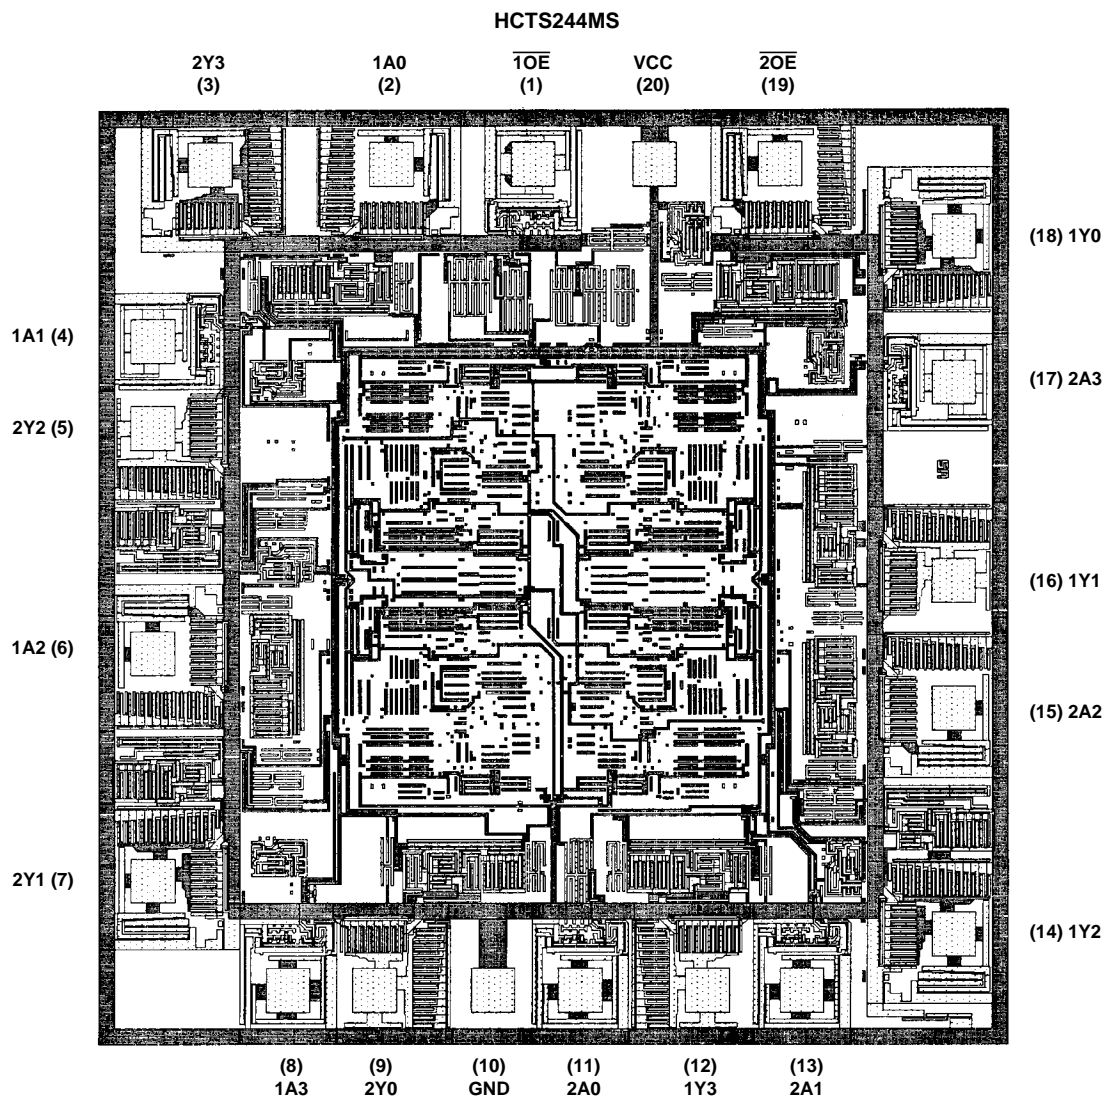 HCTS244MS
2Y3 1A0 1OE VCC 2OE
(3) (2) (1) (20) (19)
(18) 1Y0
1A1 (4)
(17) 2A3
2Y2 (5)
(16) 1Y1
1A2 (6)
(15) 2A2
2Y1 (7)
(14) 1Y2
(8) (9) (10) (11) (12) (13)
1A3 2Y0 GND 2A0 1Y3 2A1